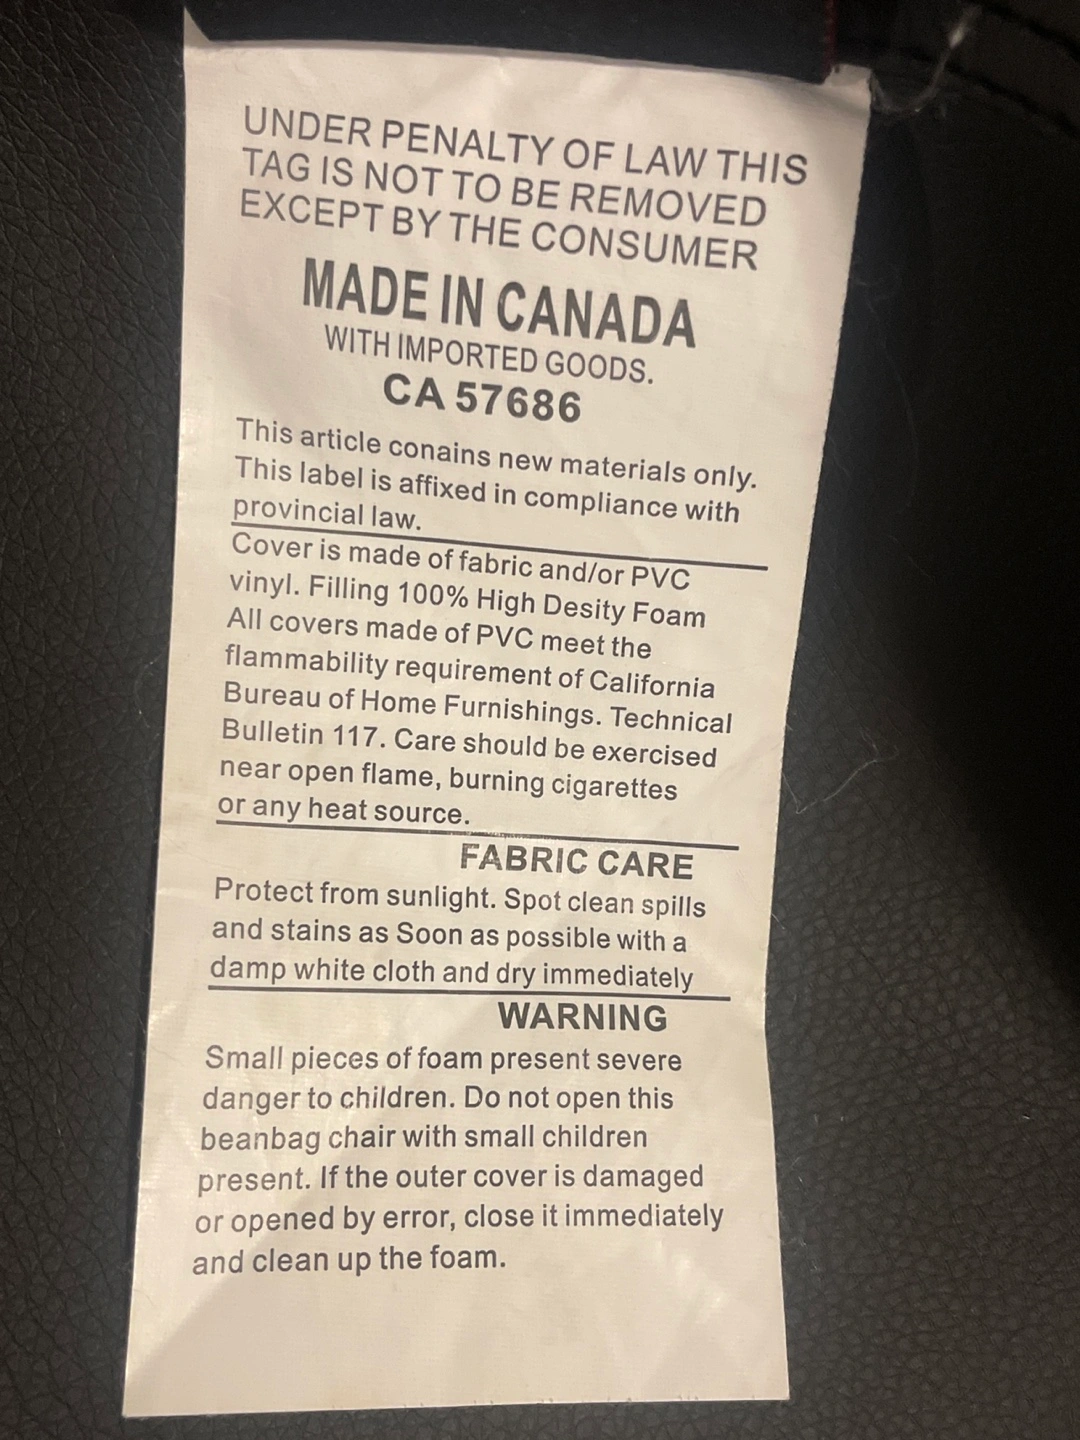 UNDER PENALTY OF LAW THIS
TAG IS NOT TO BE REMOVED
EXCEPT BY THE CONSUMER
MADE IN CANADA
WITH IMPORTED GOODS.
CA 57686
This article conains new materials only.
This label is affixed in compliance with
provincial law.
Cover is made of fabric and/or PVC
vinyl. Filling 100% High Desity Foam
All covers made of PVC meet the
flammability requirement of California
Bureau of Home Furnishings. Technical
Bulletin 117. Care should be exercised
near open flame, burning cigarettes
or any heat source.
FABRIC CARE
Protect from sunlight. Spot clean spills
and stains as Soon as possible with a
damp white cloth and dry immediately
WARNING
Small pieces of foam present severe
danger to children. Do not open this
beanbag chair with small children
present. If the outer cover is damaged
or opened by error, close it immediately
and clean up the foam.